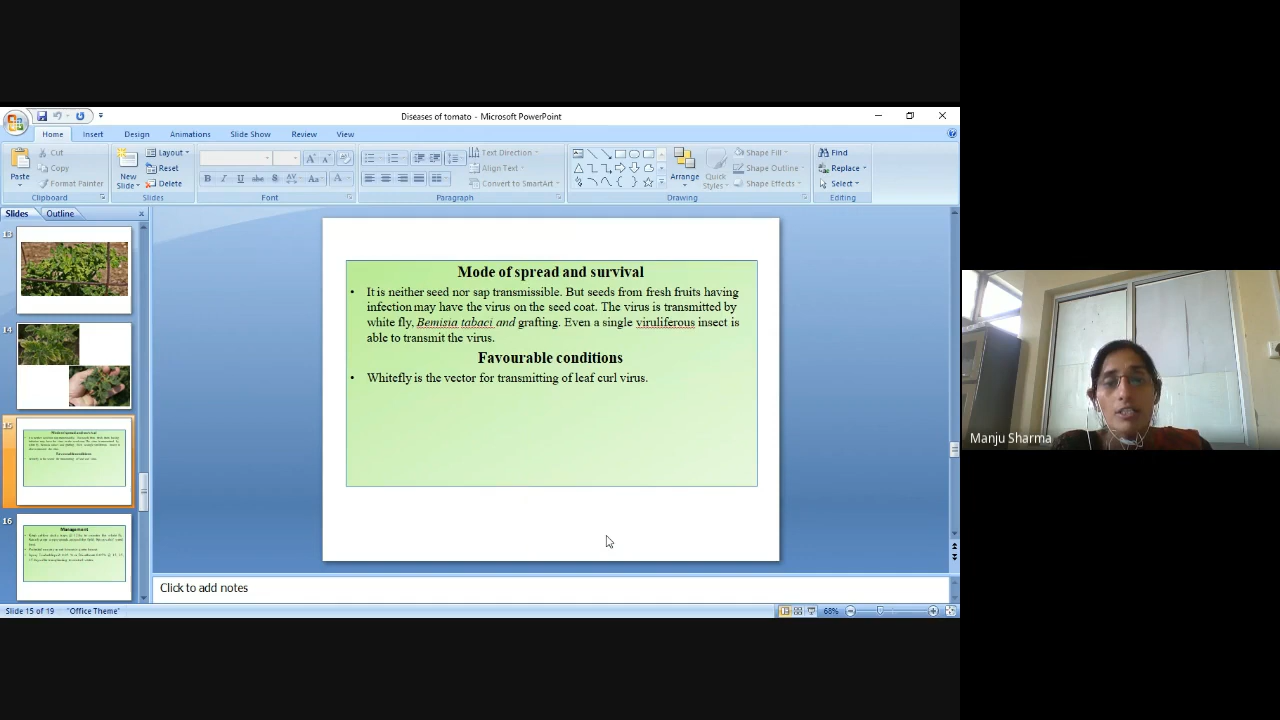 Diseases of tomato - Microsoft PowerPoint
Home Insert Design Animations Slide Show Review View
Paste
Cut
Copy
Format Painter
Clipboard
New Slide
Layout
Reset
Delete
Slides
Font
Text Direction
Align Text
Convert to SmartArt
Paragraph
Arrange
Quick Styles
Shape Fill
Shape Outline
Shape Effects
Drawing
Find
Replace
Select
Editing
Slides Outline
13
14
15
16
Management
Mode of spread and survival
• It is neither seed nor sap transmissible. But seeds from fresh fruits having
infection may have the virus on the seed coat. The virus is transmitted by
white fly, Bemisia tabaci and grafting. Even a single viruliferous insect is
able to transmit the virus.
Favourable conditions
• Whitefly is the vector for transmitting of leaf curl virus.
Click to add notes
Slide 15 of 19 "Office Theme" 68%
Manju Sharma